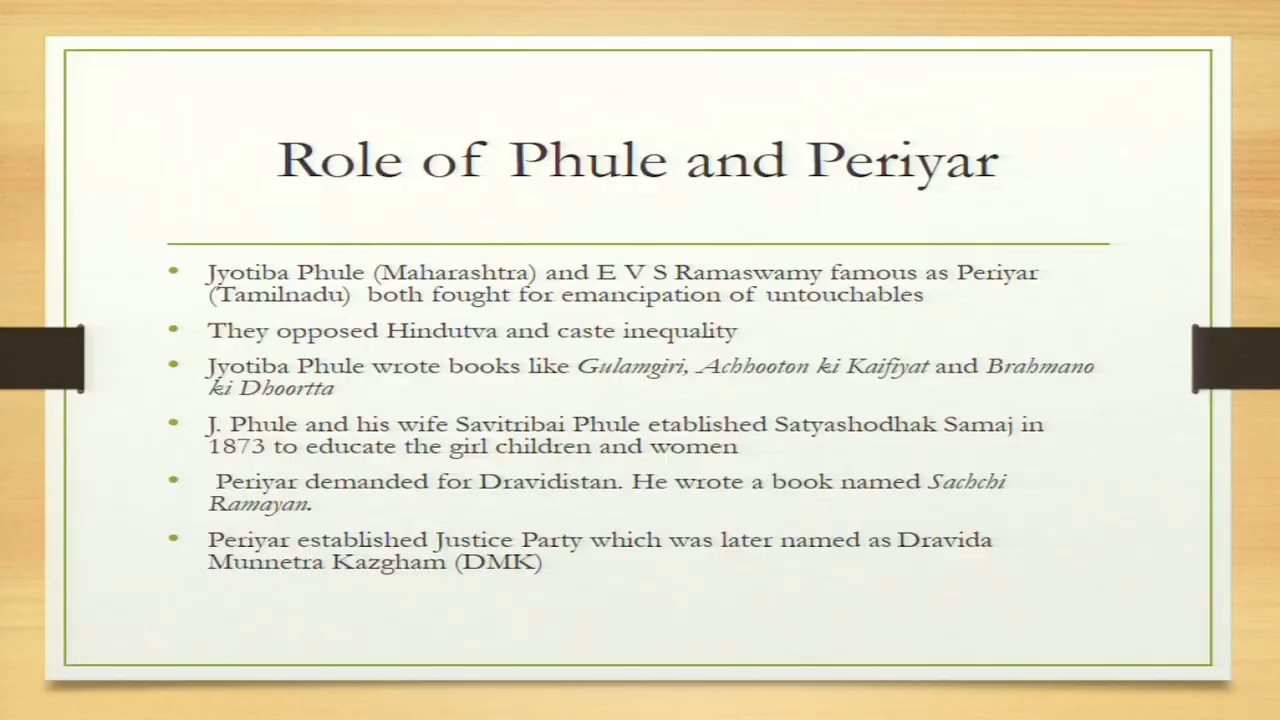 Role of Phule and Periyar
• Jyotiba Phule (Maharashtra) and E V S Ramaswamy famous as Periyar
(Tamilnadu) both fought for emancipation of untouchables
• They opposed Hindutva and caste inequality
• Jyotiba Phule wrote books like Gulamgiri, Achhooton ki Kaifiyat and Brahmano
ki Dhoortta
• J. Phule and his wife Savitribai Phule etablished Satyashodhak Samaj in
1873 to educate the girl children and women
• Periyar demanded for Dravidistan. He wrote a book named Sachchi
Ramayan.
• Periyar established Justice Party which was later named as Dravida
Munnetra Kazgham (DMK)